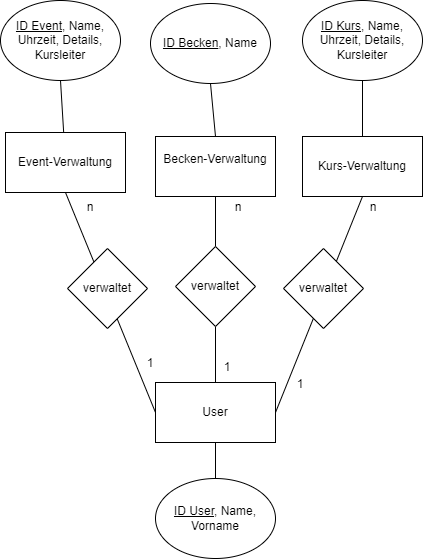 ID Event, Name,
Uhrzeit, Details,
Kursleiter
ID Becken, Name
ID Kurs, Name,
Uhrzeit, Details,
Kursleiter
Event-Verwaltung
Becken-Verwaltung
Kurs-Verwaltung
n
n
n
verwaltet
verwaltet
verwaltet
1
1
1
User
ID User, Name,
Vorname